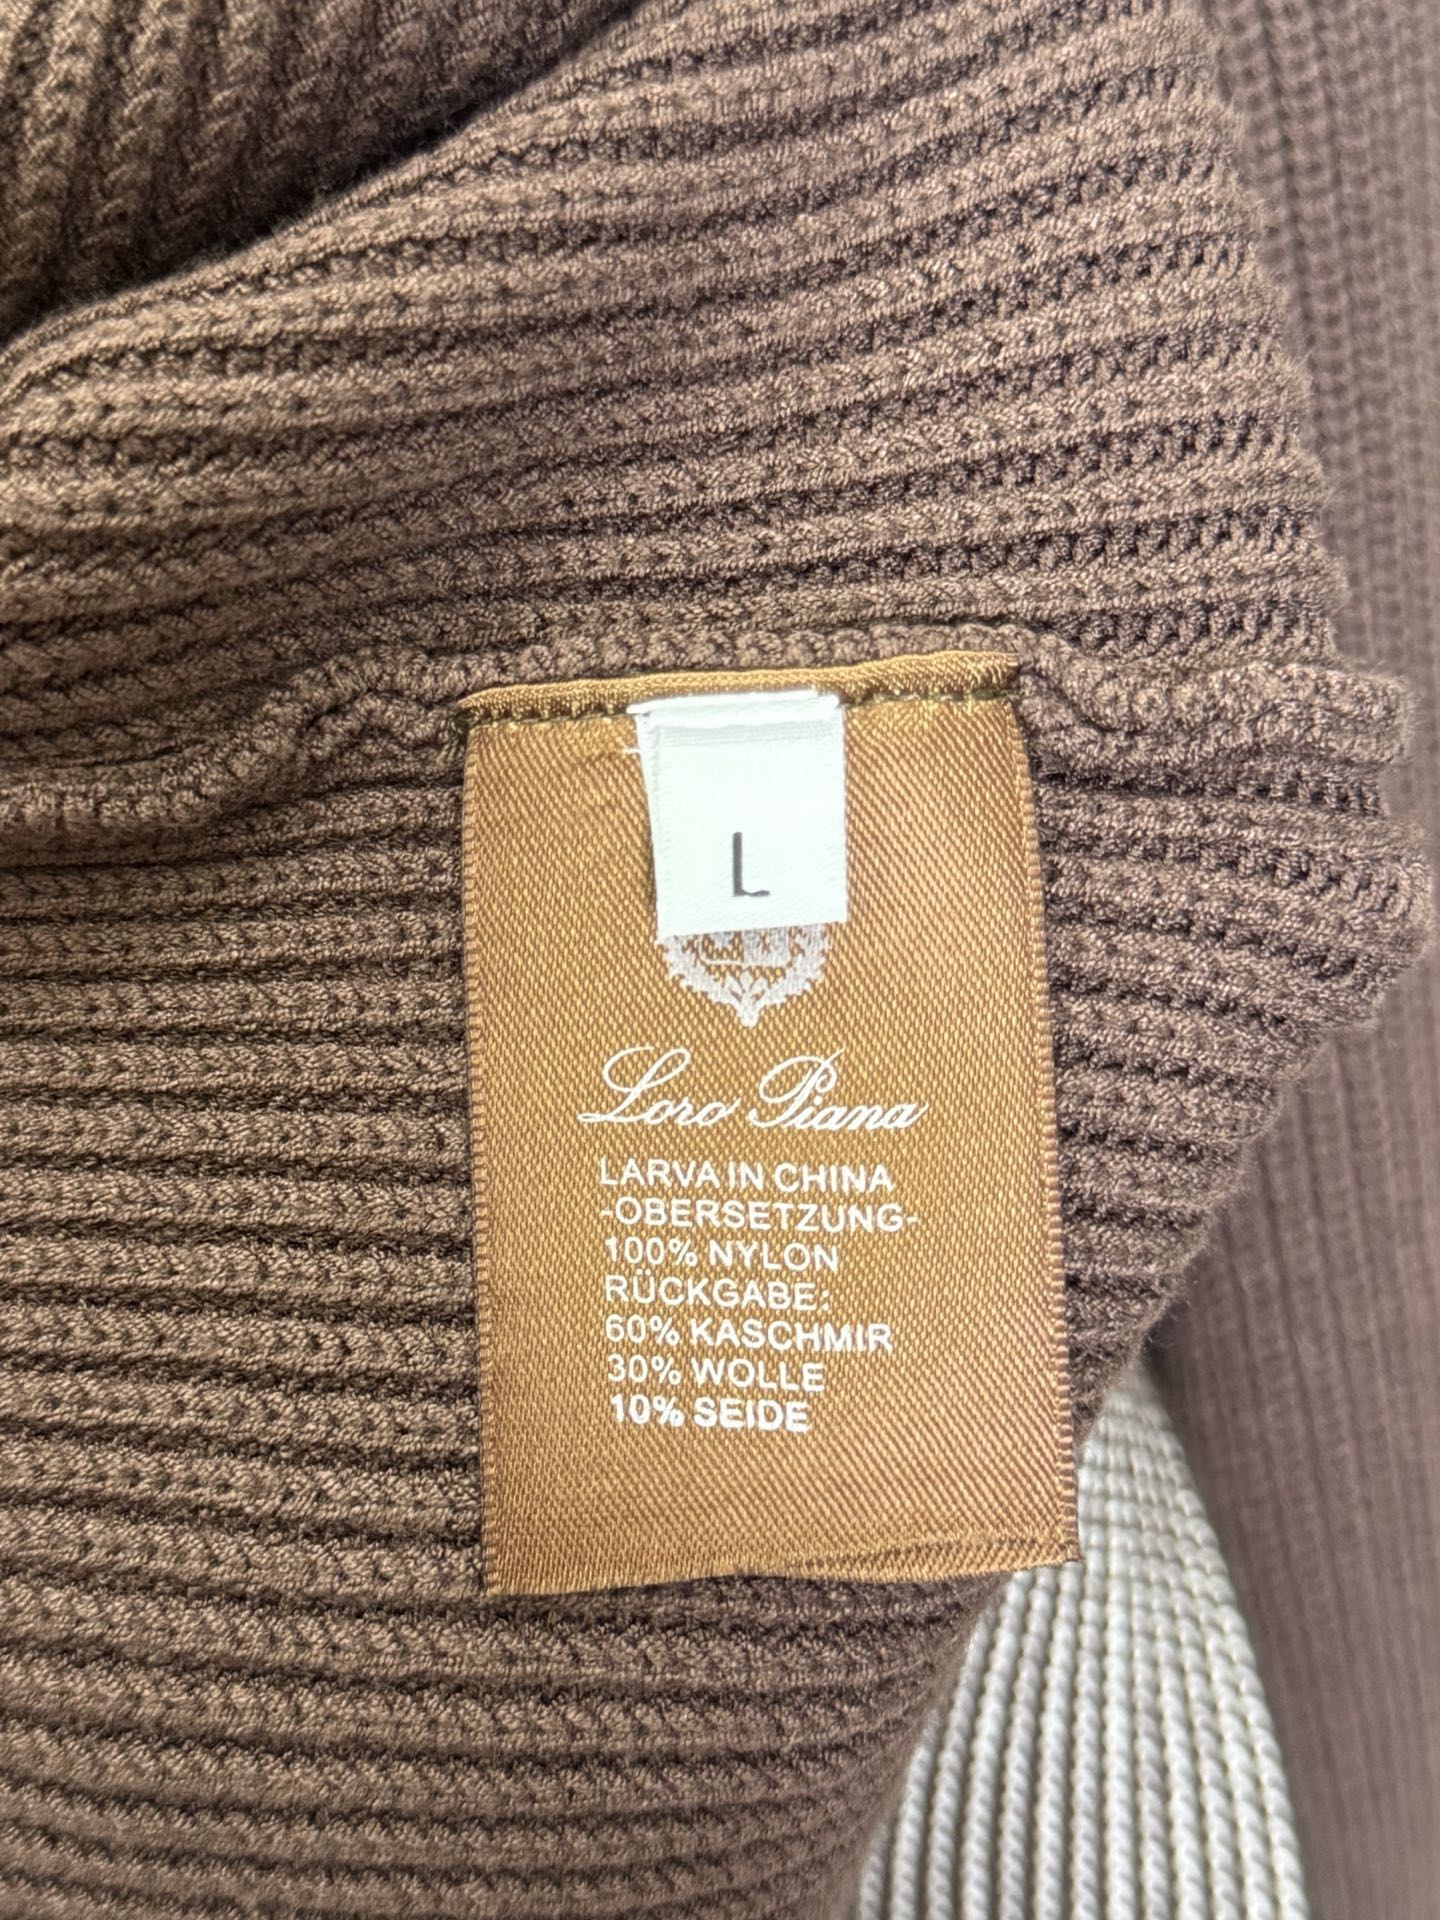 L
Loro Piana
LARVA IN CHINA
-OBERSETZUNG-
100% NYLON
RÜCKGABE:
60% KASCHMIR
30% WOLLE
10% SEIDE